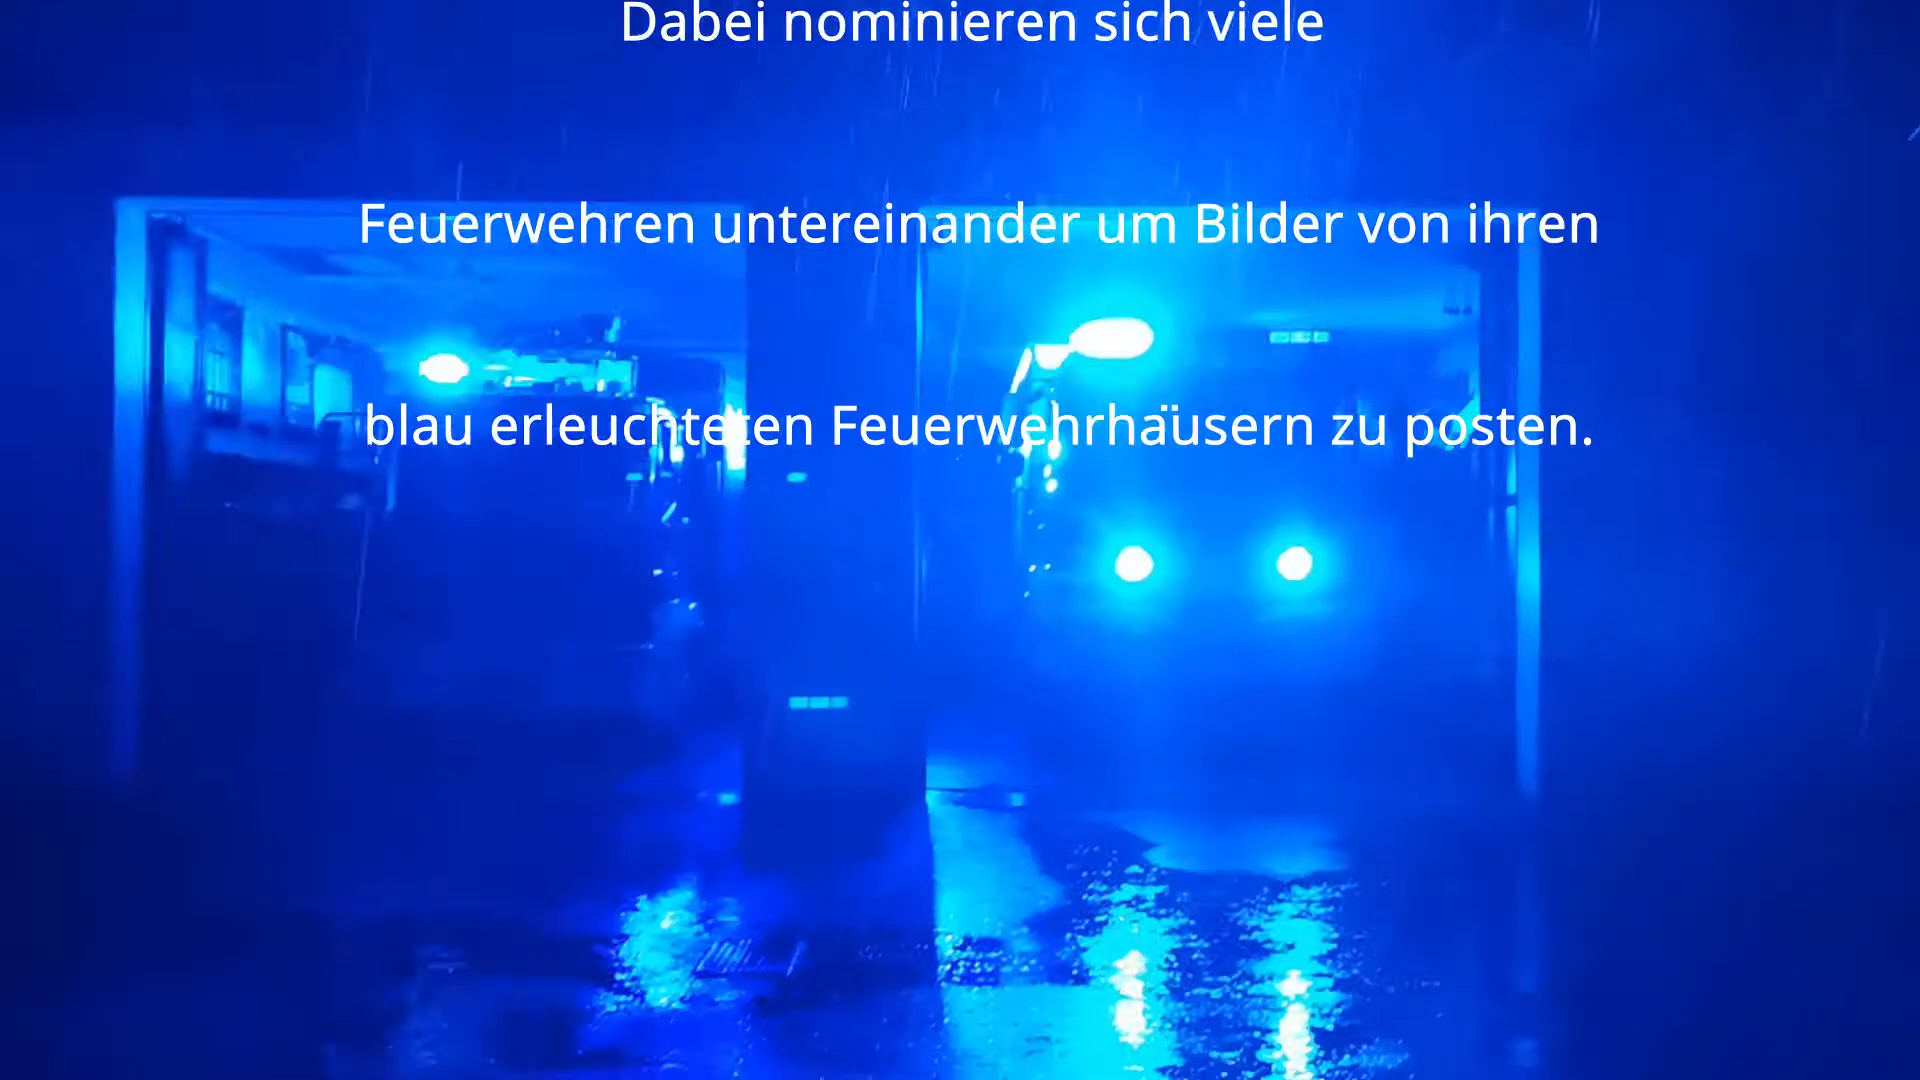 Dabei nominieren sich viele
Feuerwehren untereinander um Bilder von ihren
blau erleuchteten Feuerwehrhäusern zu posten.